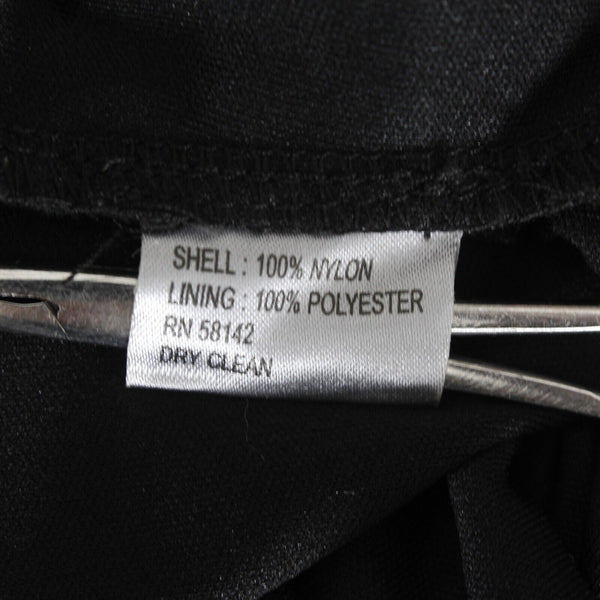 SHELL : 100% NYLON
LINING : 100% POLYESTER
RN 58142
DRY CLEAN